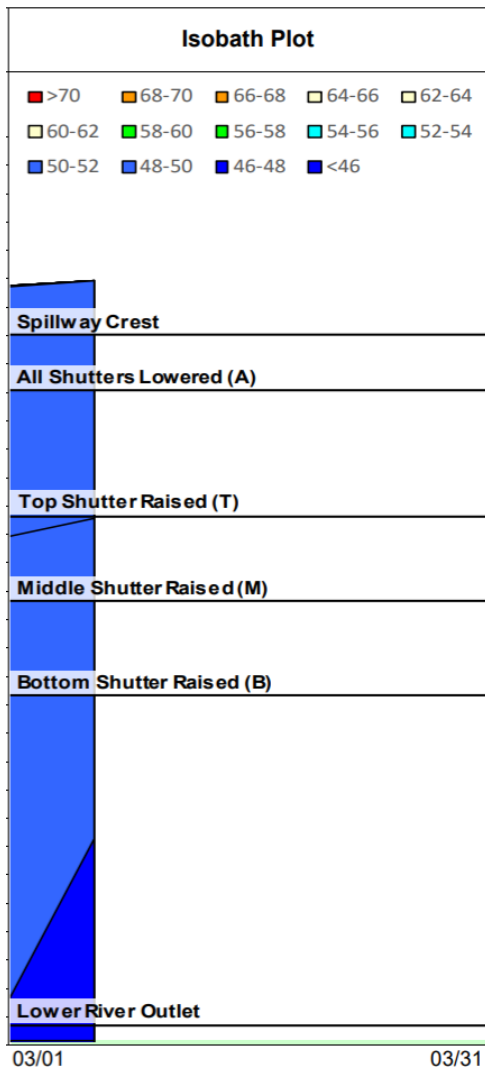 Isobath Plot
>70 68-70 66-68 64-66 62-64
60-62 58-60 56-58 54-56 52-54
50-52 48-50 46-48 <46
Spillway Crest
All Shutters Lowered (A)
Top Shutter Raised (T)
Middle Shutter Raised (M)
Bottom Shutter Raised (B)
Lower River Outlet
03/01 03/31